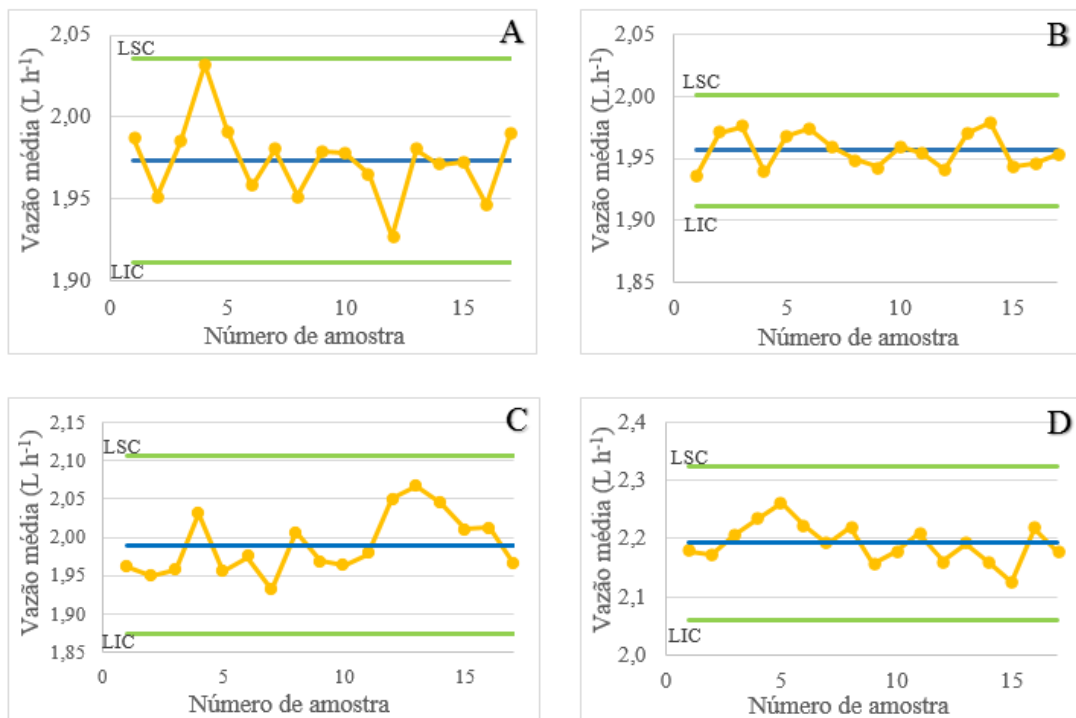 A
Vazão média (L h⁻¹)
2,05
2,00
1,95
1,90
LSC
LIC
0 5 10 15
Número de amostra
B
Vazão média (L.h⁻¹)
2,05
2,00
1,95
1,90
1,85
LSC
LIC
0 5 10 15
Número de amostra
C
Vazão média (L h⁻¹)
2,15
2,10
2,05
2,00
1,95
1,90
1,85
LSC
LIC
0 5 10 15
Número de amostra
D
Vazão média (L h⁻¹)
2,4
2,3
2,2
2,1
2,0
LSC
LIC
0 5 10 15
Número de amostra